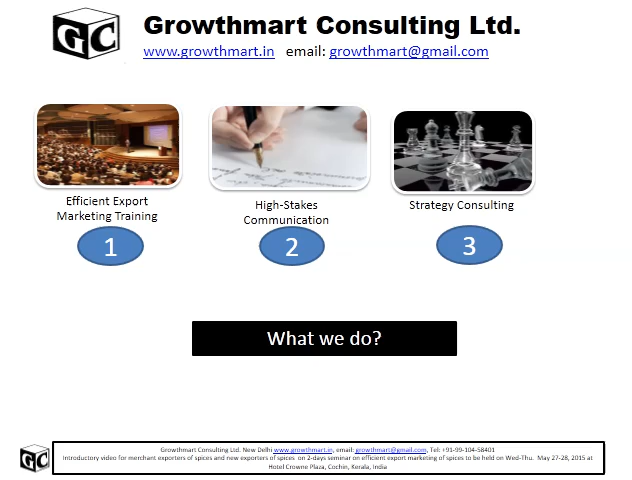 GC
Growthmart Consulting Ltd.
www.growthmart.in email: growthmart@gmail.com
Efficient Export
Marketing Training
High-Stakes
Communication
Strategy Consulting
1
2
3
What we do?
GC
Growthmart Consulting Ltd. New Delhi www.growthmart.in, email: growthmart@gmail.com, Tel: +91-99-104-58401
Introductory video for merchant exporters of spices and new exporters of spices on 2-days seminar on efficient export marketing of spices to be held on Wed-Thu. May 27-28, 2015 at
Hotel Crowne Plaza, Cochin, Kerala, India